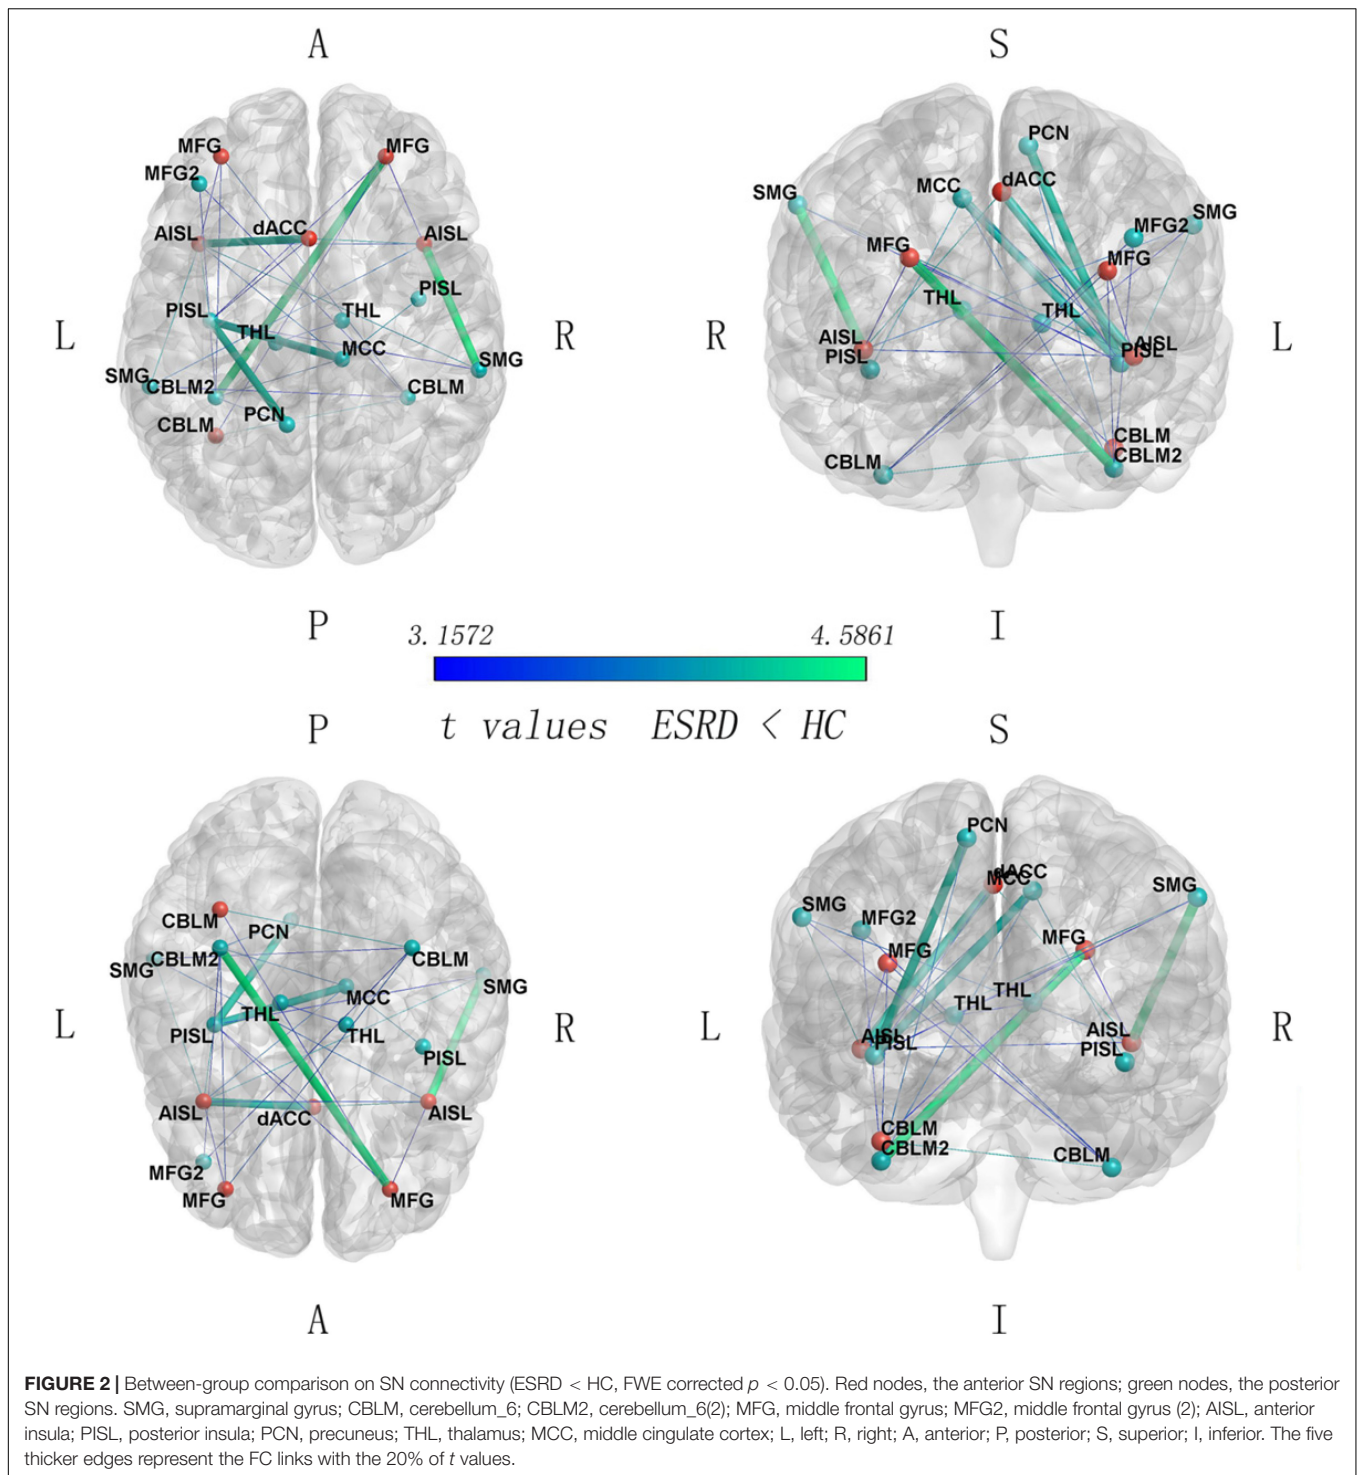 A
S
MFG
MFG
MFG2
AISL
dACC
AISL
PISL
PISL
THL
THL
MCC
SMG
SMG
CBLM2
CBLM
PCN
CBLM
L
R
P
PCN
MCC
dACC
SMG
MFG2
SMG
MFG
MFG
THL
THL
AISL
PISL
AISL
PISL
CBLM
CBLM2
CBLM
R
L
I
3.1572
4.5861
t values ESRD < HC
P
S
CBLM
PCN
CBLM2
SMG
CBLM
SMG
MCC
THL
PISL
THL
PISL
AISL
dACC
AISL
MFG2
MFG
MFG
L
R
A
PCN
dACC
MCC
SMG
SMG
MFG2
MFG
MFG
THL
THL
AISL
PISL
AISL
PISL
CBLM
CBLM2
CBLM
L
R
I
FIGURE 2 | Between-group comparison on SN connectivity (ESRD < HC, FWE corrected p < 0.05). Red nodes, the anterior SN regions; green nodes, the posterior
SN regions. SMG, supramarginal gyrus; CBLM, cerebellum_6; CBLM2, cerebellum_6(2); MFG, middle frontal gyrus; MFG2, middle frontal gyrus (2); AISL, anterior
insula; PISL, posterior insula; PCN, precuneus; THL, thalamus; MCC, middle cingulate cortex; L, left; R, right; A, anterior; P, posterior; S, superior; I, inferior. The five
thicker edges represent the FC links with the 20% of t values.